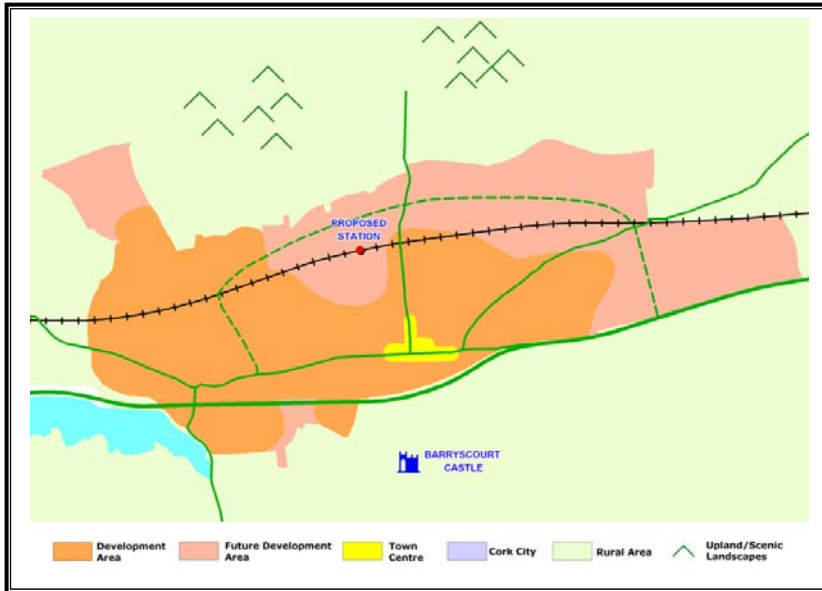 PROPOSED
STATION
BARRYSCOURT
CASTLE
Development
Area
Future Development
Area
Town
Centre
Cork City
Rural Area
Upland/Scenic
Landscapes